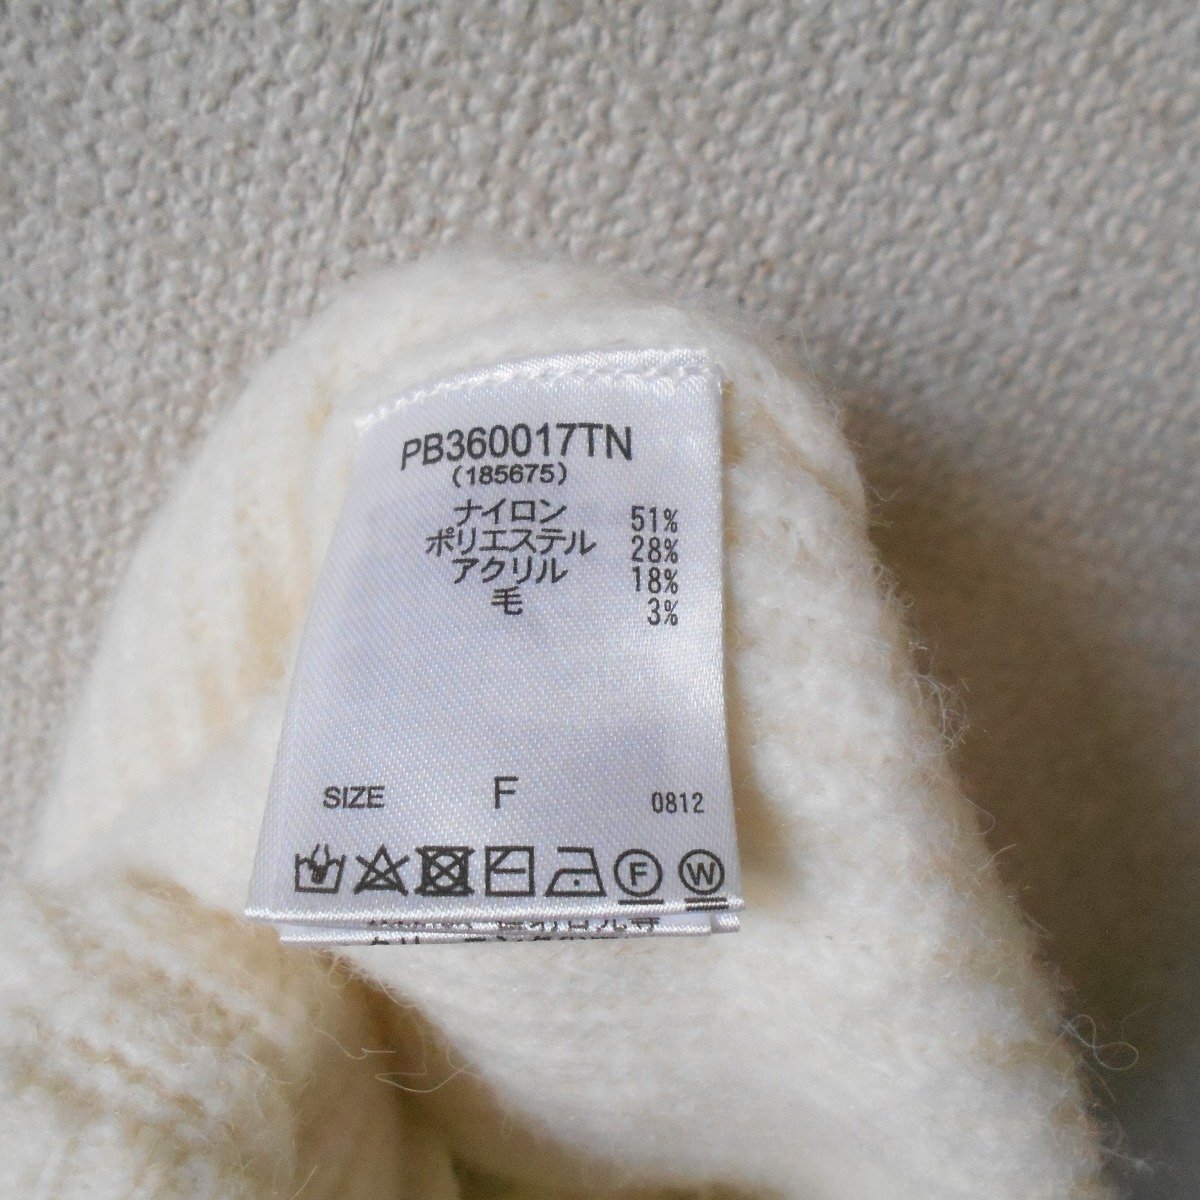 PB360017TN
(185675)
ナイロン 51%
ポリエステル 28%
アクリル 18%
毛 3%
SIZE F 0812
F W